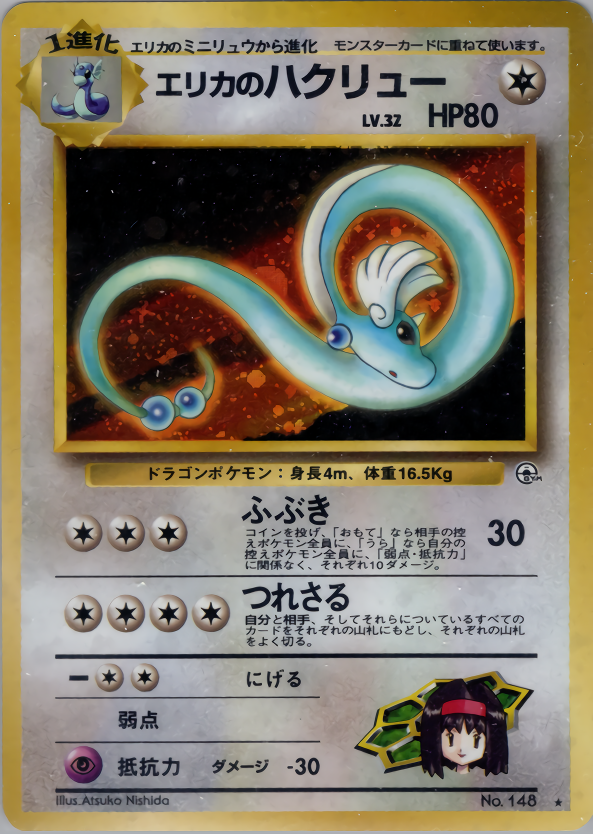 1進化 エリカのミニリュウから進化 モンスターカードに重ねて使います。
エリカのハクリュー
LV.32 HP80
ドラゴンポケモン：身長4m、体重16.5Kg
GYM
ふぶき 30
コインを投げ、「おもて」なら相手の控
えポケモン全員に、「うら」なら自分の
控えポケモン全員に、「弱点・抵抗力」
に関係なく、それぞれ10ダメージ。
つれさる
自分と相手、そしてそれらについているすべての
カードをそれぞれの山札にもどし、それぞれの山札
をよく切る。
にげる
弱点
抵抗力 ダメージ -30
Illus.Atsuko Nishida No. 148 ★